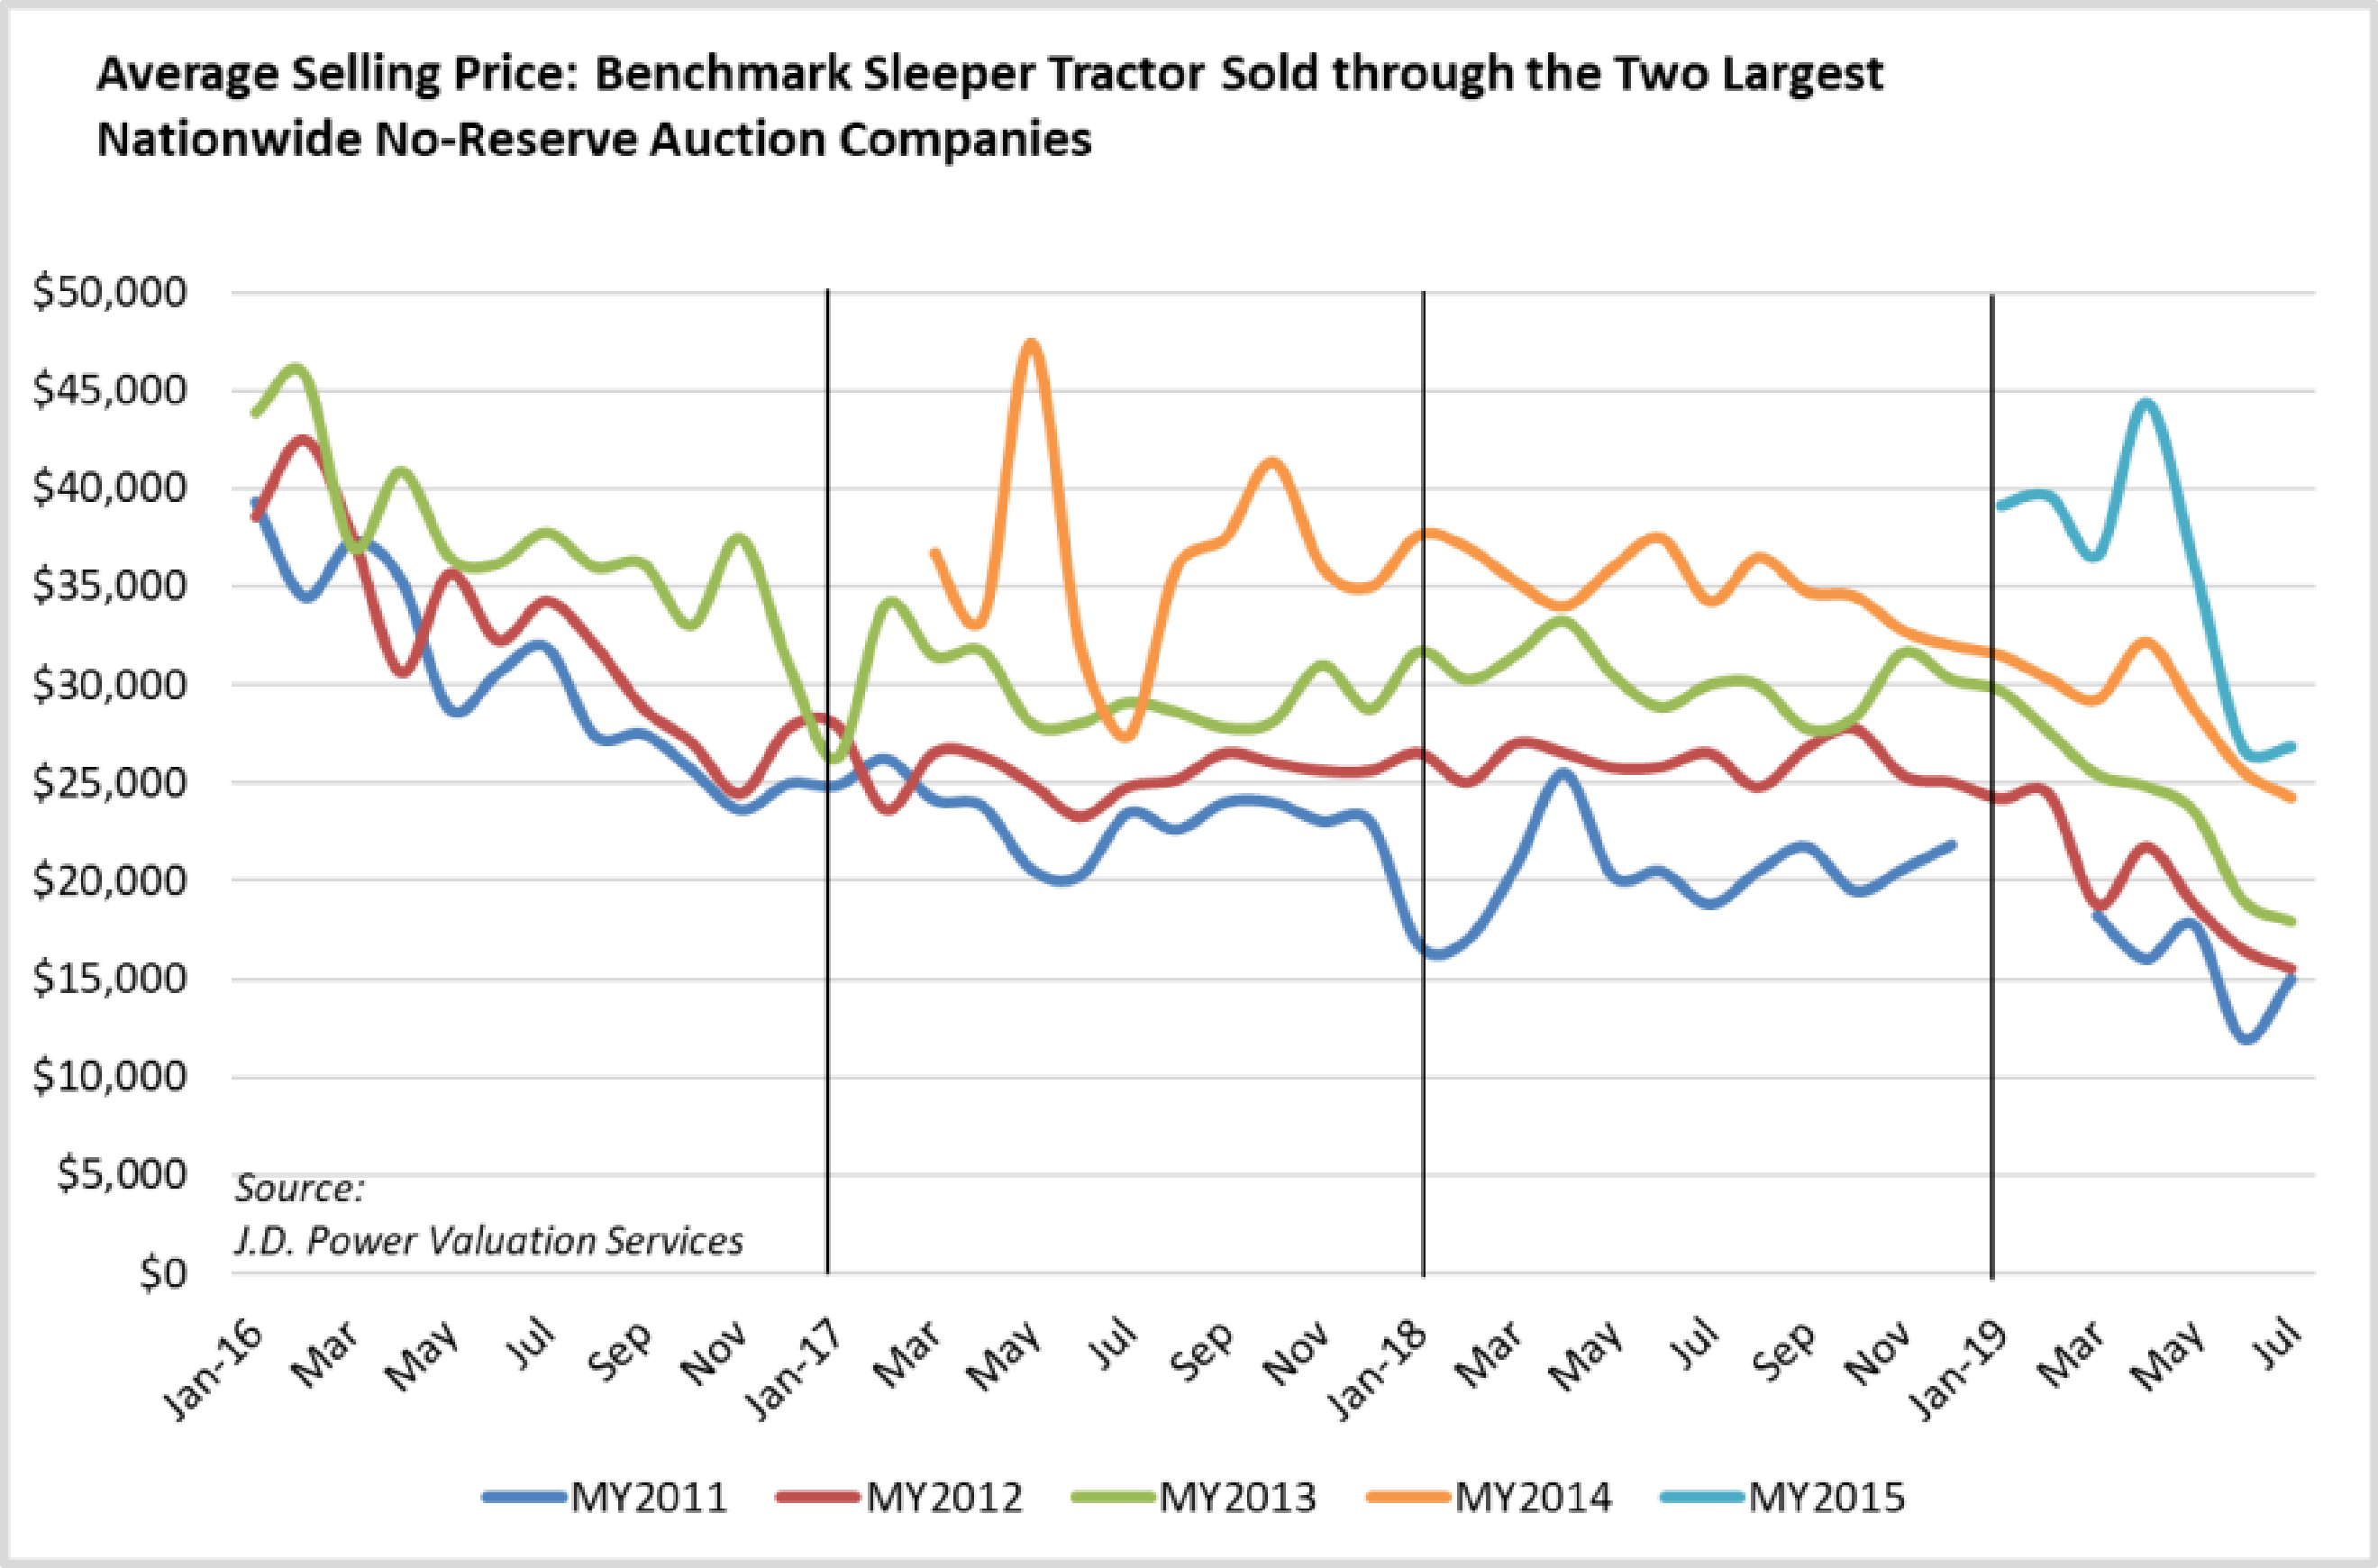 Average Selling Price: Benchmark Sleeper Tractor Sold through the Two Largest
Nationwide No-Reserve Auction Companies
$50,000
$45,000
$40,000
$35,000
$30,000
$25,000
$20,000
$15,000
$10,000
$5,000
$0
Source:
J.D. Power Valuation Services
Jan-16
Mar
May
Jul
Sep
Nov
Jan-17
Mar
May
Jul
Sep
Nov
Jan-18
Mar
May
Jul
Sep
Nov
Jan-19
Mar
May
Jul
MY2011
MY2012
MY2013
MY2014
MY2015